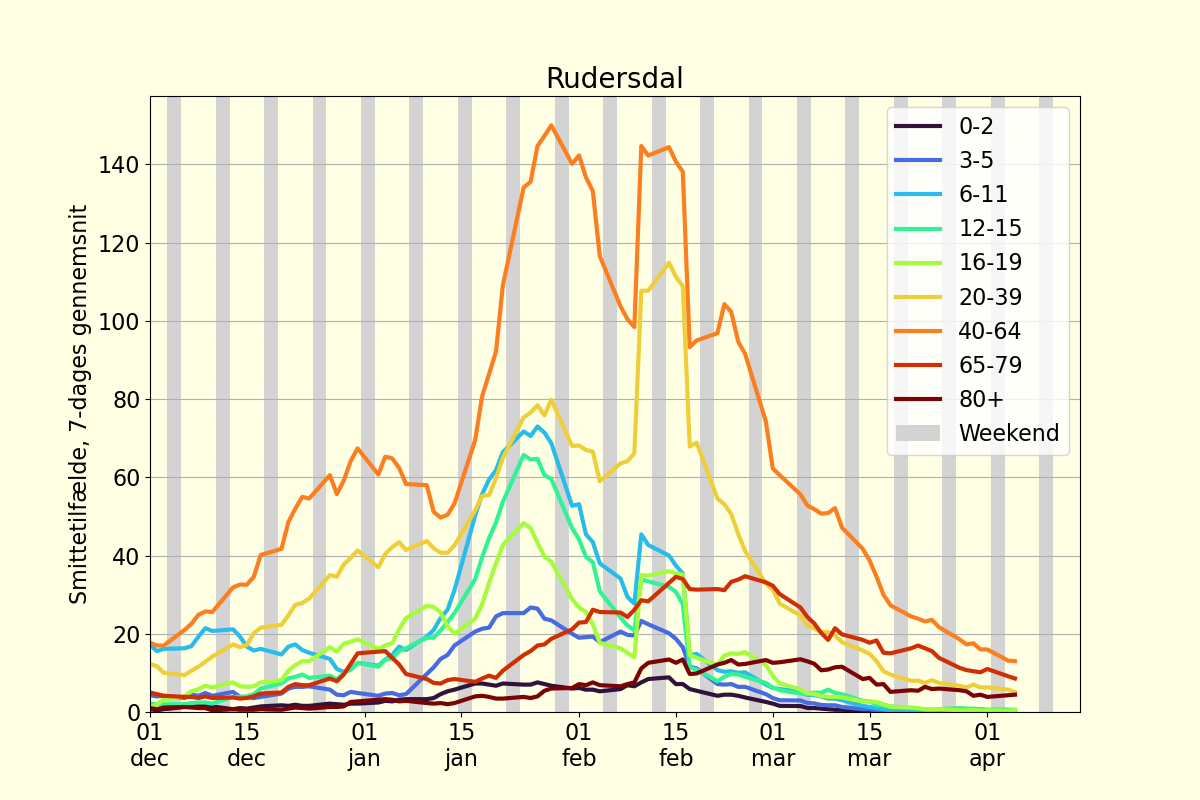 Rudersdal
Smittetilfælde, 7-dages gennemsnit
140
120
100
80
60
40
20
0
01
dec
15
dec
01
jan
15
jan
01
feb
15
feb
01
mar
15
mar
01
apr
0-2
3-5
6-11
12-15
16-19
20-39
40-64
65-79
80+
Weekend